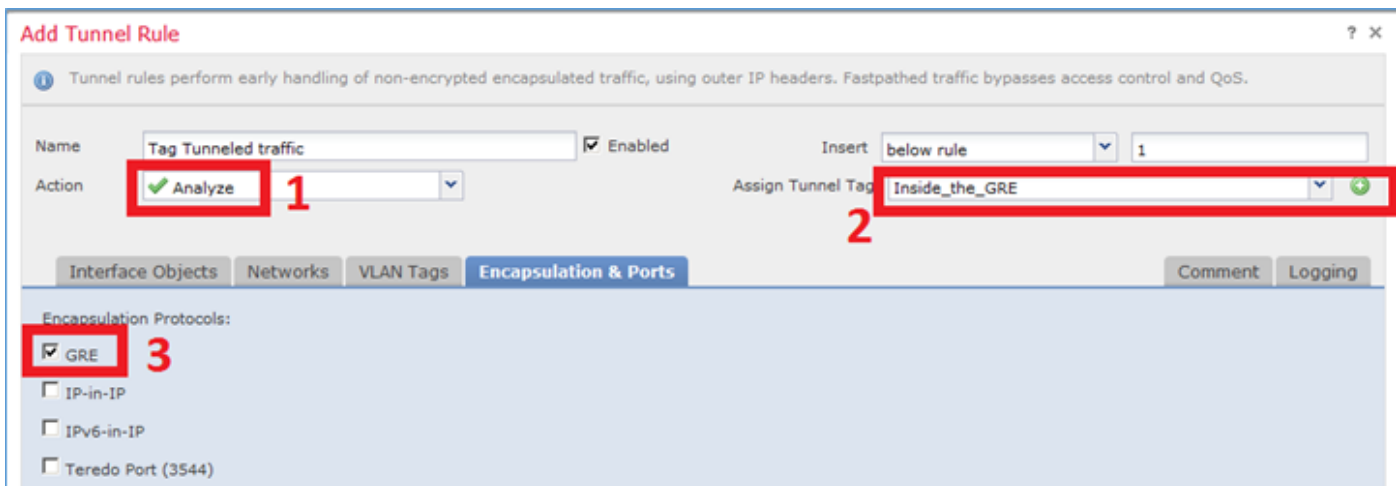 Add Tunnel Rule ? ×
Tunnel rules perform early handling of non-encrypted encapsulated traffic, using outer IP headers. Fastpathed traffic bypasses access control and QoS.
Name Tag Tunneled traffic Enabled Insert below rule 1
Action Analyze 1 Assign Tunnel Tag Inside_the_GRE
2
Interface Objects Networks VLAN Tags Encapsulation & Ports Comment Logging
Encapsulation Protocols:
GRE 3
IP-in-IP
IPv6-in-IP
Teredo Port (3544)